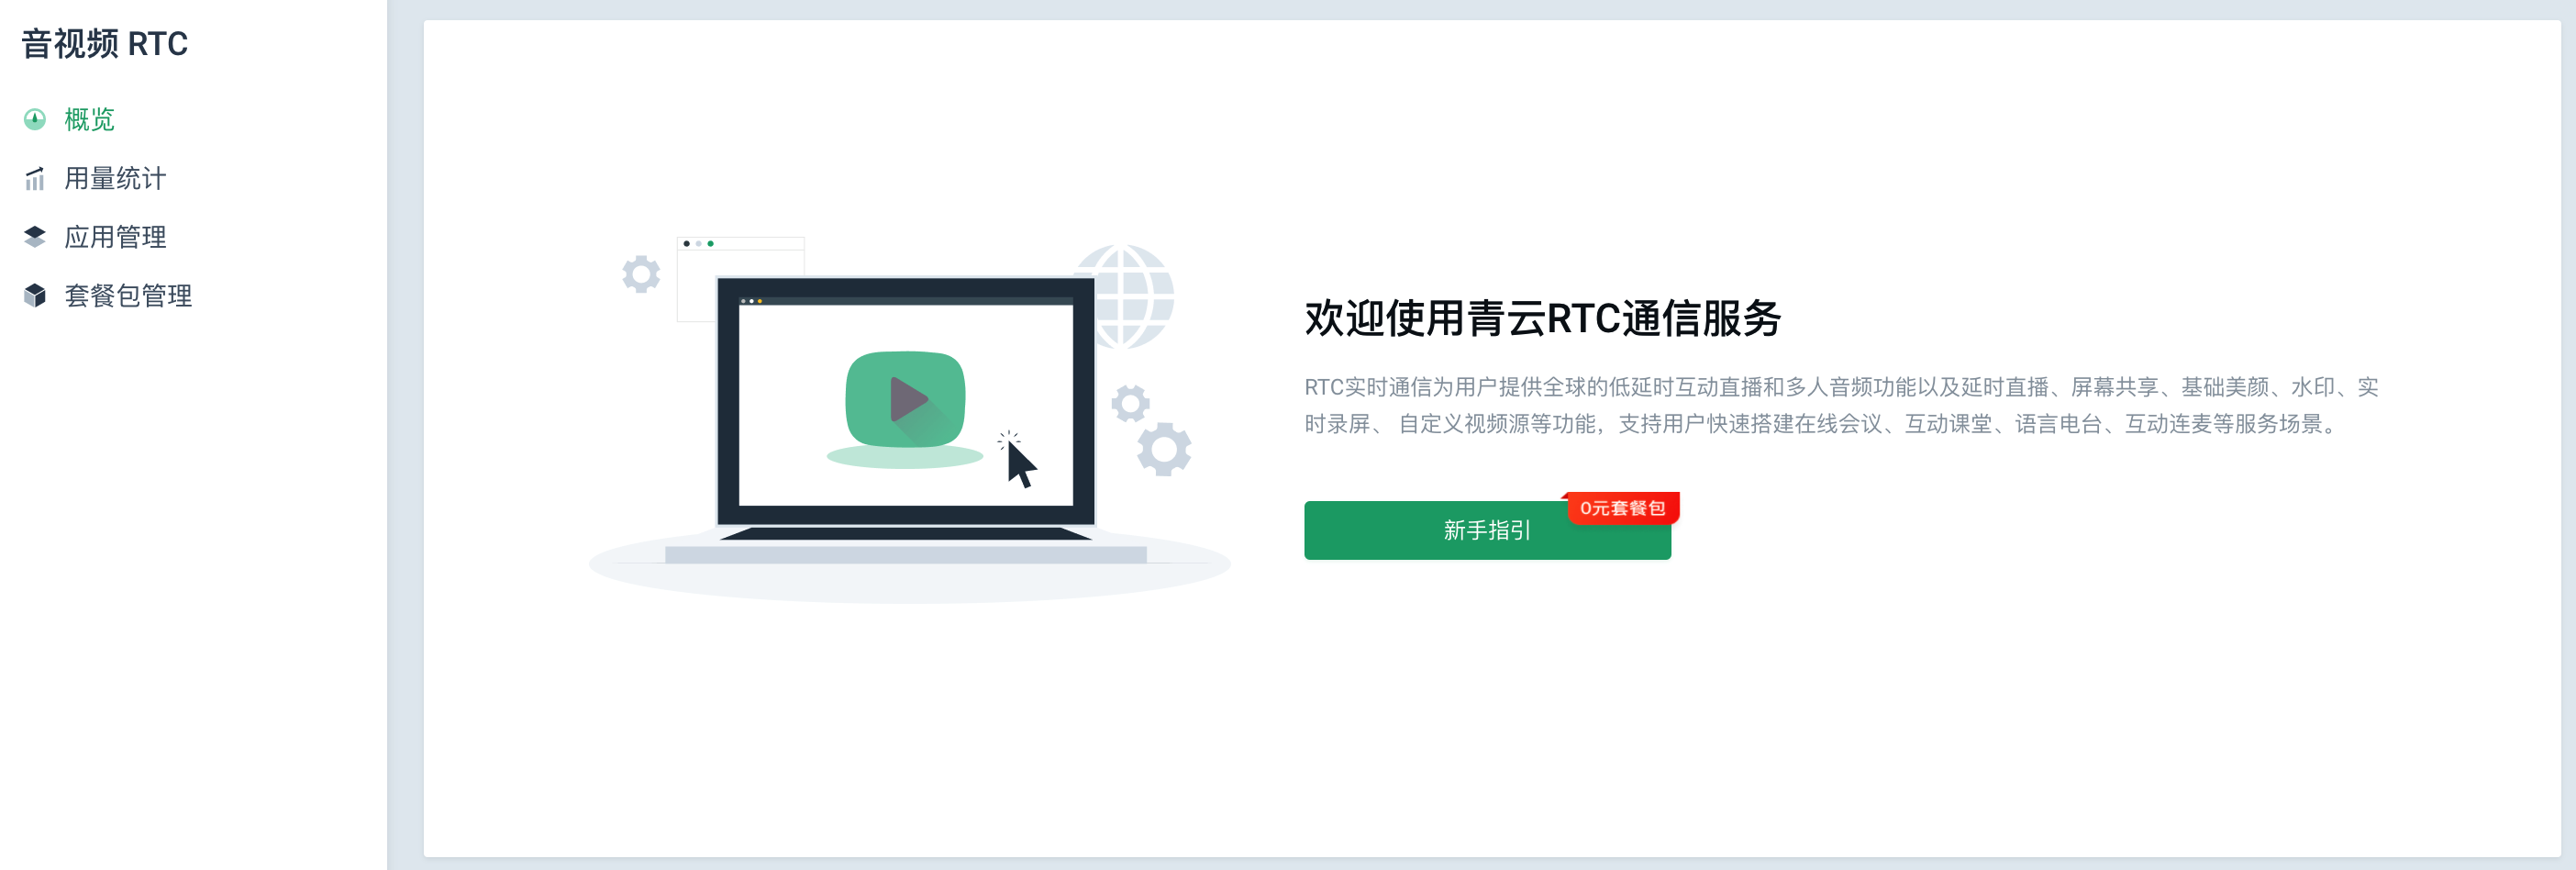 音视频 RTC
概览
用量统计
应用管理
套餐包管理
欢迎使用青云RTC通信服务
RTC实时通信为用户提供全球的低延时互动直播和多人音频功能以及延时直播、屏幕共享、基础美颜、水印、实
时录屏、 自定义视频源等功能，支持用户快速搭建在线会议、互动课堂、语言电台、互动连麦等服务场景。
0元套餐包
新手指引